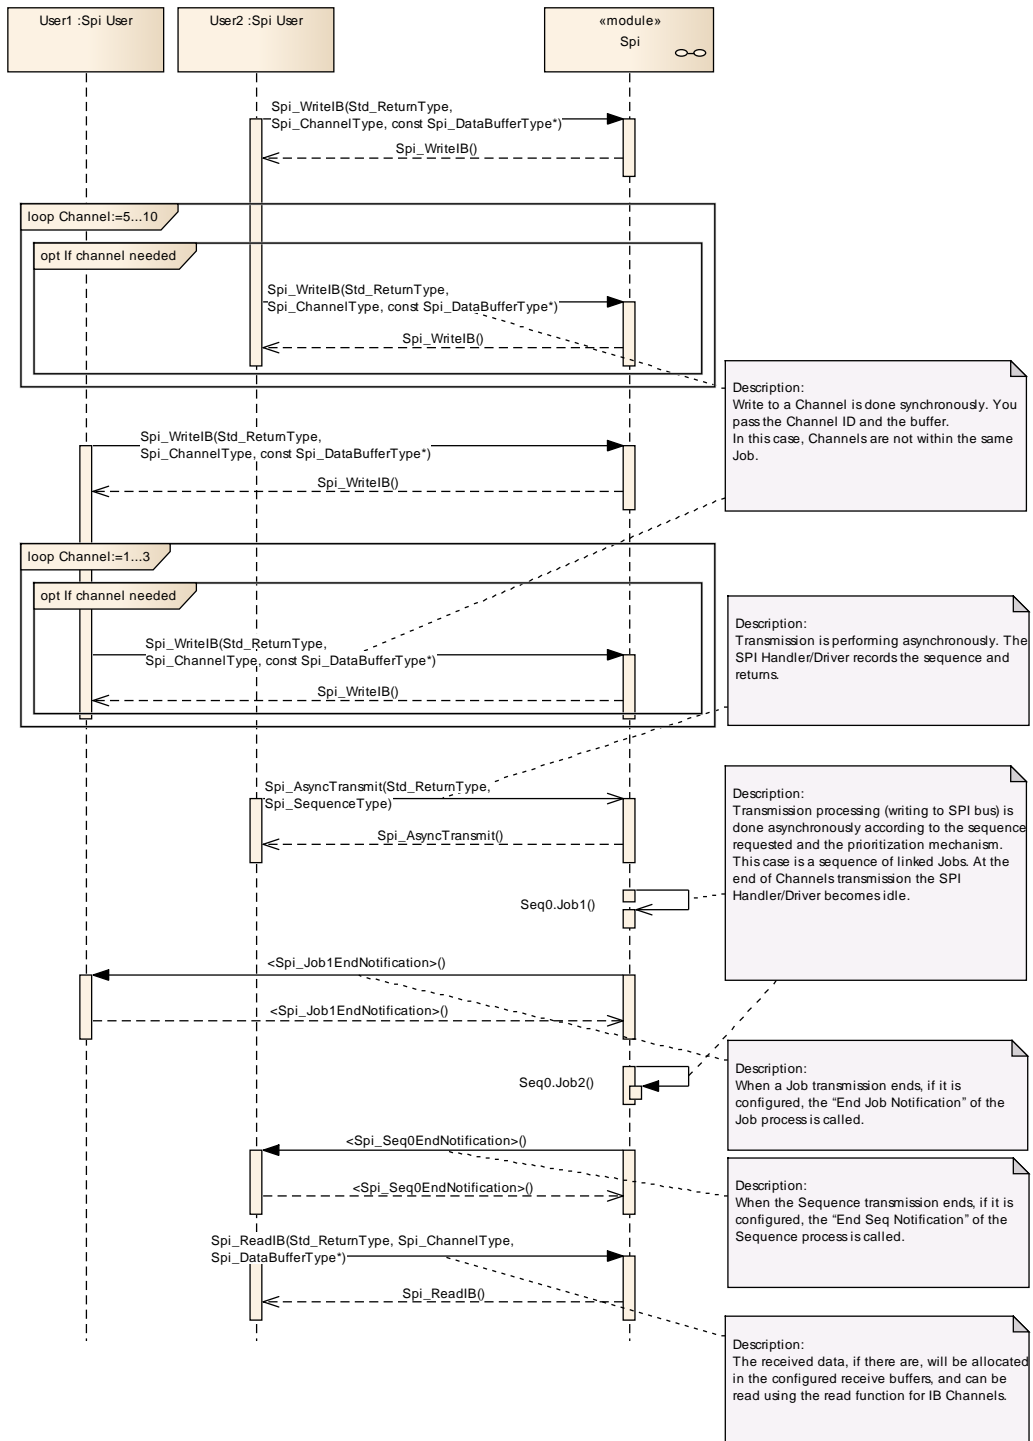 User1 :Spi User
User2 :Spi User
«module»
Spi
Spi_WriteIB(Std_ReturnType,
Spi_ChannelType, const Spi_DataBufferType*)
Spi_WriteIB()
loop Channel:=5...10
opt If channel needed
Spi_WriteIB(Std_ReturnType,
Spi_ChannelType, const Spi_DataBufferType*)
Spi_WriteIB()
Description:
Write to a Channel is done synchronously. You
pass the Channel ID and the buffer.
In this case, Channels are not within the same
Job.
Spi_WriteIB(Std_ReturnType,
Spi_ChannelType, const Spi_DataBufferType*)
Spi_WriteIB()
loop Channel:=1...3
opt If channel needed
Spi_WriteIB(Std_ReturnType,
Spi_ChannelType, const Spi_DataBufferType*)
Spi_WriteIB()
Description:
Transmission is performing asynchronously. The
SPI Handler/Driver records the sequence and
returns.
Spi_AsyncTransmit(Std_ReturnType,
Spi_SequenceType)
Spi_AsyncTransmit()
Description:
Transmission processing (writing to SPI bus) is
done asynchronously according to the sequence
requested and the prioritization mechanism.
This case is a sequence of linked Jobs. At the
end of Channels transmission the SPI
Handler/Driver becomes idle.
Seq0.Job1()
<Spi_Job1EndNotification>()
<Spi_Job1EndNotification>()
Description:
When a Job transmission ends, if it is
configured, the “End Job Notification” of the
Job process is called.
Seq0.Job2()
<Spi_Seq0EndNotification>()
<Spi_Seq0EndNotification>()
Description:
When the Sequence transmission ends, if it is
configured, the “End Seq Notification” of the
Sequence process is called.
Spi_ReadIB(Std_ReturnType, Spi_ChannelType,
Spi_DataBufferType*)
Spi_ReadIB()
Description:
The received data, if there are, will be allocated
in the configured receive buffers, and can be
read using the read function for IB Channels.